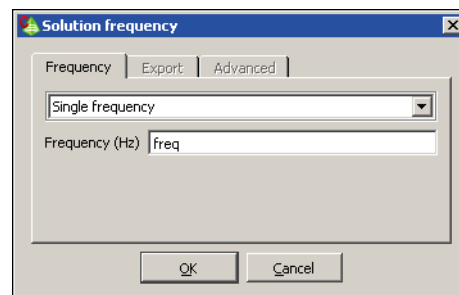 Solution frequency
Frequency Export Advanced
Single frequency
Frequency (Hz) freq
OK Cancel